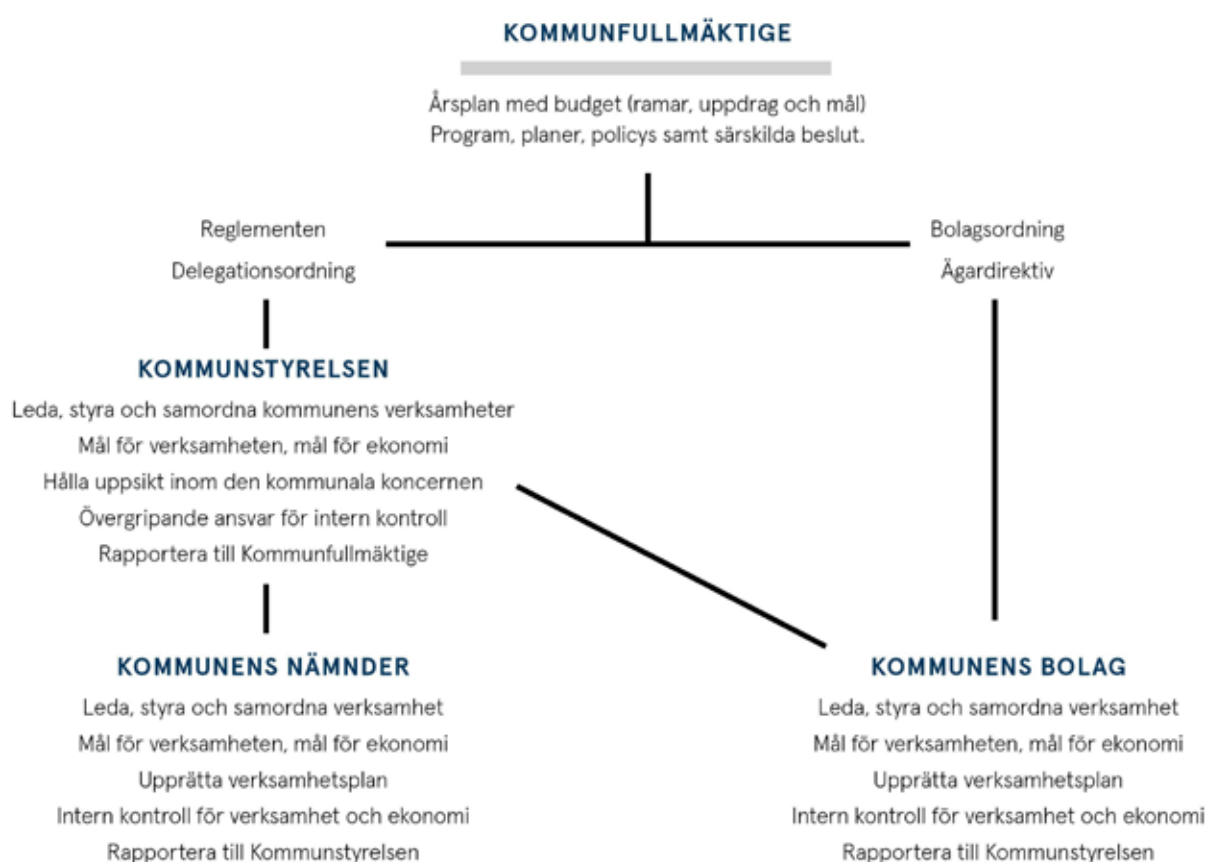 KOMMUNFULLMÄKTIGE
Årsplan med budget (ramar, uppdrag och mål)
Program, planer, policys samt särskilda beslut.
Reglementen
Delegationsordning
Bolagsordning
Ägardirektiv
KOMMUNSTYRELSEN
Leda, styra och samordna kommunens verksamheter
Mål för verksamheten, mål för ekonomi
Hålla uppsikt inom den kommunala koncernen
Övergripande ansvar för intern kontroll
Rapportera till Kommunfullmäktige
KOMMUNENS NÄMNDER
Leda, styra och samordna verksamhet
Mål för verksamheten, mål för ekonomi
Upprätta verksamhetsplan
Intern kontroll för verksamhet och ekonomi
Rapportera till Kommunstyrelsen
KOMMUNENS BOLAG
Leda, styra och samordna verksamhet
Mål för verksamheten, mål för ekonomi
Upprätta verksamhetsplan
Intern kontroll för verksamhet och ekonomi
Rapportera till Kommunstyrelsen